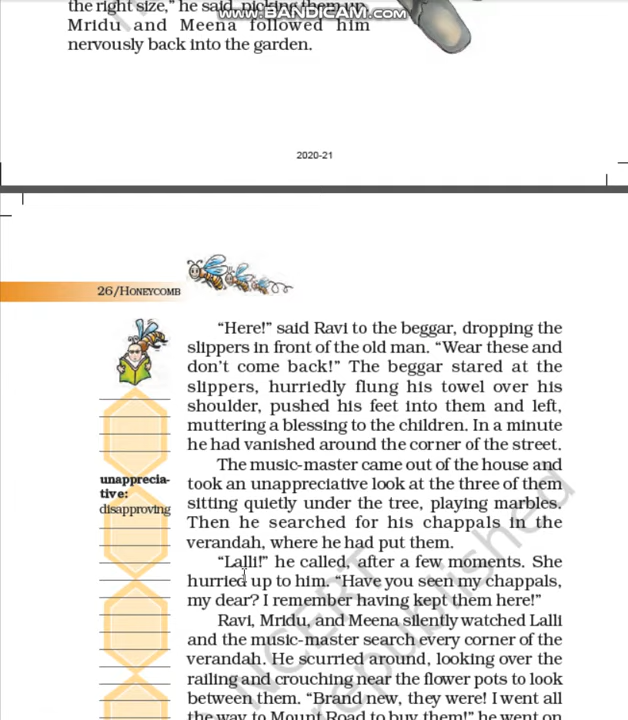 the right size," he said, picking them up.
www.BANDICAM.com
Mridu and Meena followed him
nervously back into the garden.
2020-21
26/HONEYCOMB
"Here!" said Ravi to the beggar, dropping the
slippers in front of the old man. "Wear these and
don't come back!" The beggar stared at the
slippers, hurriedly flung his towel over his
shoulder, pushed his feet into them and left,
muttering a blessing to the children. In a minute
he had vanished around the corner of the street.
The music-master came out of the house and
took an unappreciative look at the three of them
sitting quietly under the tree, playing marbles.
Then he searched for his chappals in the
verandah, where he had put them.
unapprecia-
tive:
disapproving
"Lalli!" he called, after a few moments. She
hurried up to him. "Have you seen my chappals,
my dear? I remember having kept them here!"
Ravi, Mridu, and Meena silently watched Lalli
and the music-master search every corner of the
verandah. He scurried around, looking over the
railing and crouching near the flower pots to look
between them. "Brand new, they were! I went all
the way to Mount Road to buy them!" he went on
NCERT
republished